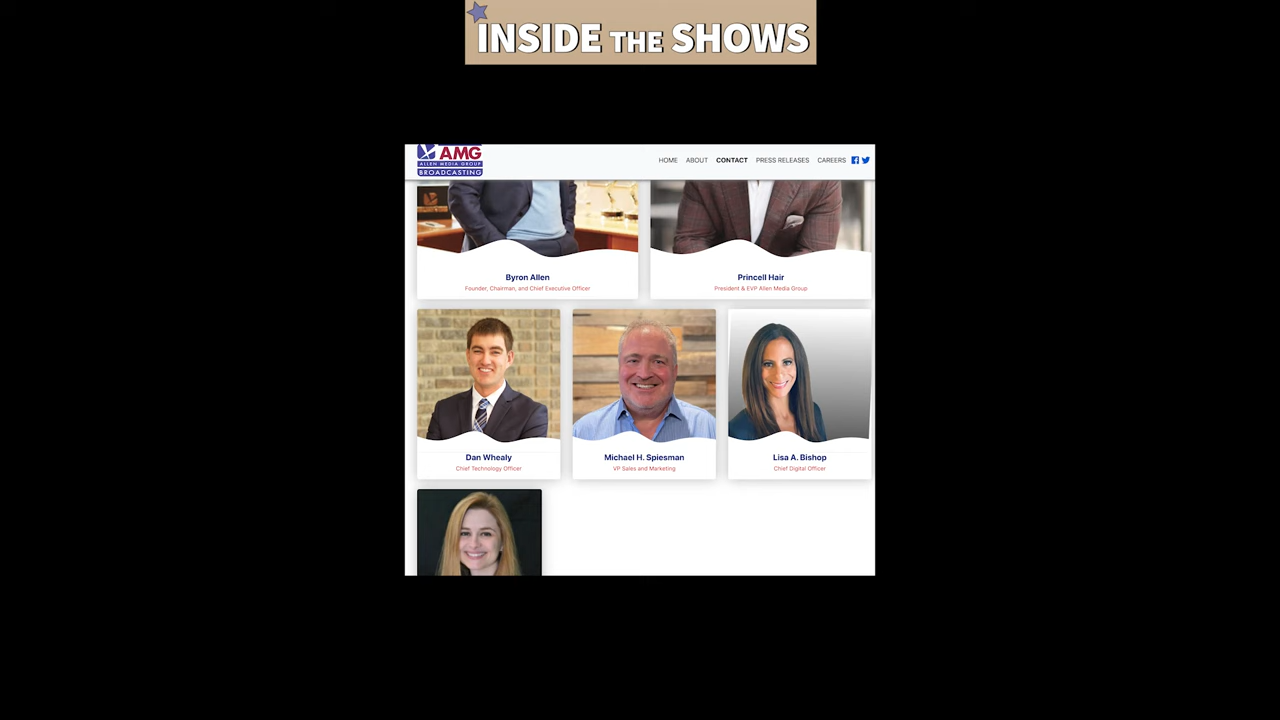 INSIDE THE SHOWS
AMG
ALLEN MEDIA GROUP
BROADCASTING
HOME ABOUT CONTACT PRESS RELEASES CAREERS
Byron Allen
Founder, Chairman, and Chief Executive Officer
Princell Hair
President & EVP Allen Media Group
Dan Whealy
Chief Technology Officer
Michael H. Spiesman
VP Sales and Marketing
Lisa A. Bishop
Chief Digital Officer